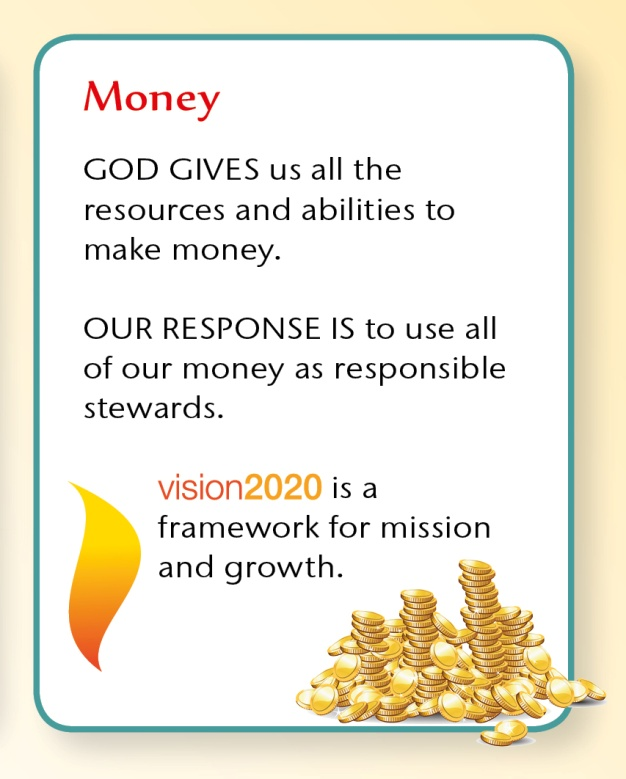 Money
GOD GIVES us all the
resources and abilities to
make money.
OUR RESPONSE IS to use all
of our money as responsible
stewards.
vision2020 is a
framework for mission
and growth.